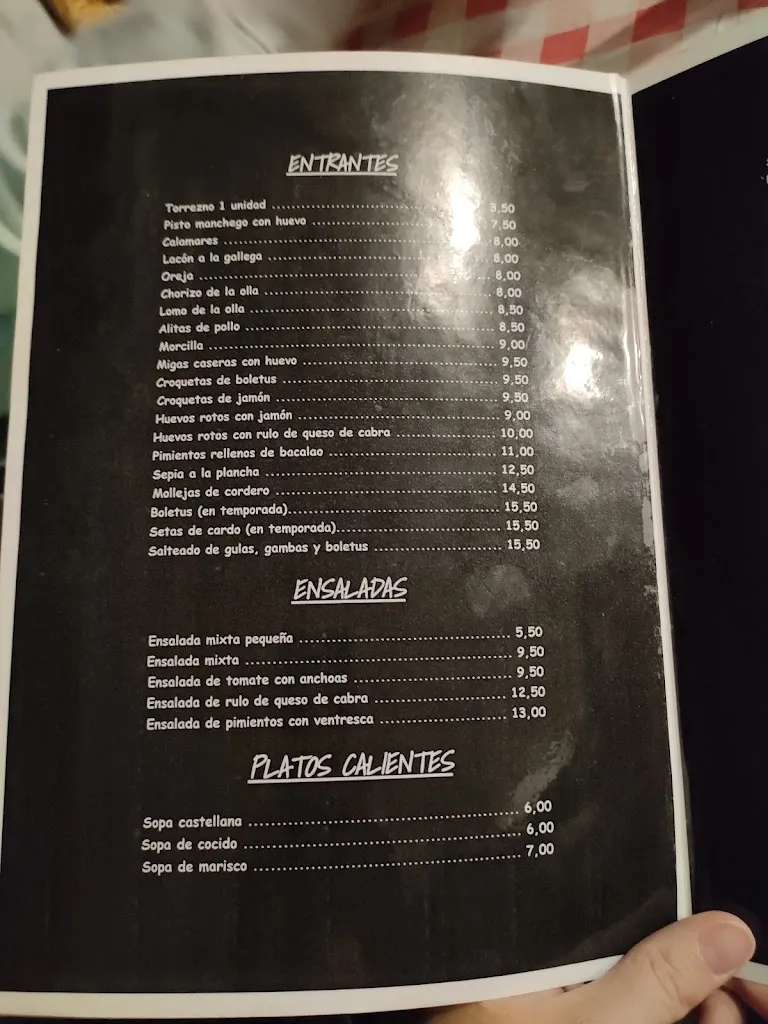 ENTRANTES
Torrezno 1 unidad ........ 3,50
Pisto manchego con huevo ........ 7,50
Calamares ........ 8,00
Lacón a la gallega ........ 8,00
Oreja ........ 8,00
Chorizo de la olla ........ 8,00
Lomo de la olla ........ 8,50
Alitas de pollo ........ 8,50
Morcilla ........ 9,00
Migas caseras con huevo ........ 9,50
Croquetas de boletus ........ 9,50
Croquetas de jamón ........ 9,50
Huevos rotos con jamón ........ 9,00
Huevos rotos con rulo de queso de cabra ........ 10,00
Pimientos rellenos de bacalao ........ 11,00
Sepia a la plancha ........ 12,50
Mollejas de cordero ........ 14,50
Boletus (en temporada)........ 15,50
Setas de cardo (en temporada)........ 15,50
Salteado de gulas, gambas y boletus ........ 15,50
ENSALADAS
Ensalada mixta pequeña ........ 5,50
Ensalada mixta ........ 9,50
Ensalada de tomate con anchoas ........ 9,50
Ensalada de rulo de queso de cabra ........ 12,50
Ensalada de pimientos con ventresca ........ 13,00
PLATOS CALIENTES
Sopa castellana ........ 6,00
Sopa de cocido ........ 6,00
Sopa de marisco ........ 7,00